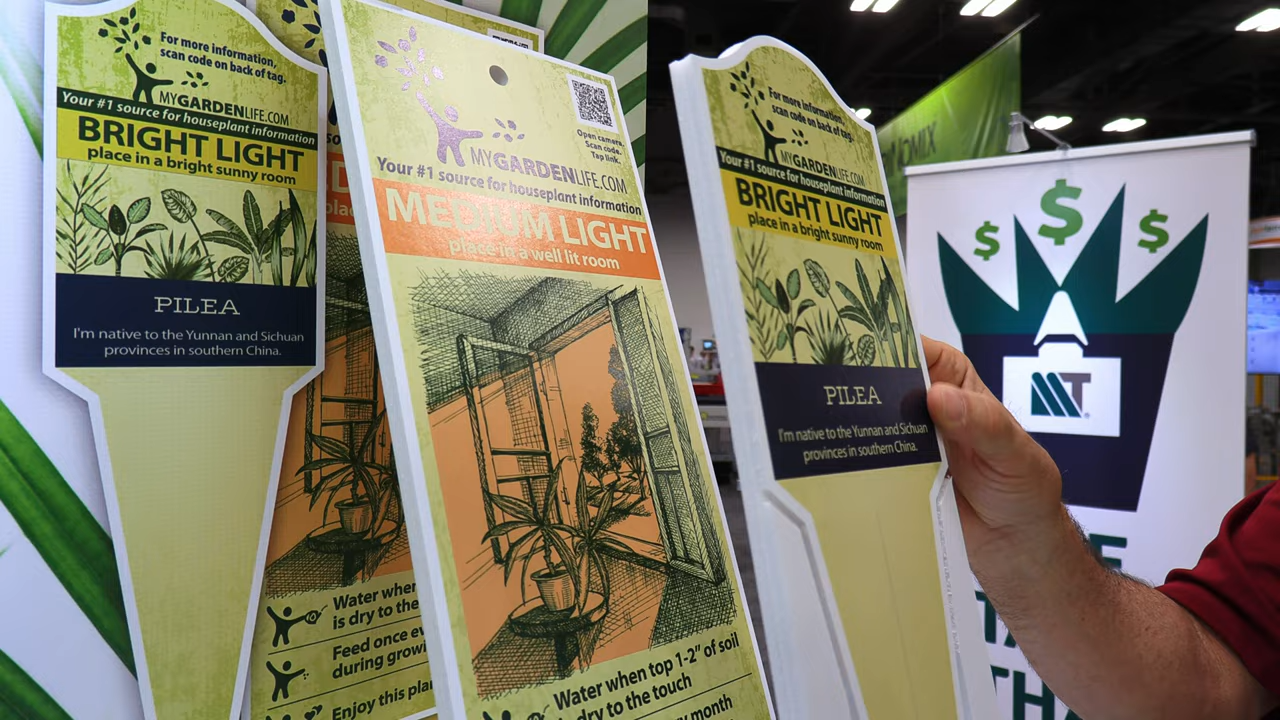 For more information,
scan code on back of tag.
MYGARDENLIFE.COM
Your #1 source for houseplant information
BRIGHT LIGHT
place in a bright sunny room
PILEA
I'm native to the Yunnan and Sichuan
provinces in southern China.
Water when
is dry to the
Feed once
during
Enjoy this
Open camera.
Scan code.
Tap link.
MYGARDENLIFE.COM
Your #1 source for houseplant information
MEDIUM LIGHT
place in a well lit room
Water when top 1-2" of soil
is dry to the touch
month
For more information,
scan code on back of tag.
MYGARDENLIFE.COM
Your #1 source for houseplant information
BRIGHT LIGHT
place in a bright sunny room
PILEA
I'm native to the Yunnan and Sichuan
provinces in southern China.
$ $ $
MT®